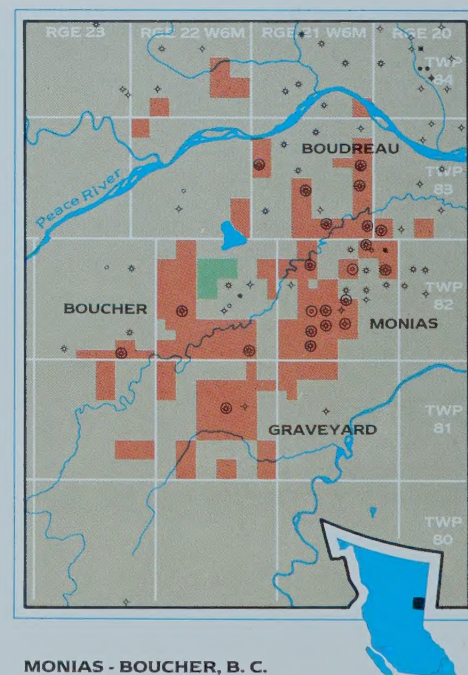 RGE 23 RGE 22 W6M RGE 21 W6M RGE 20
TWP
84
BOUDREAU
Peace River
TWP
83
BOUCHER
TWP
82
MONIAS
TWP
81
GRAVEYARD
TWP
80
MONIAS - BOUCHER, B. C.